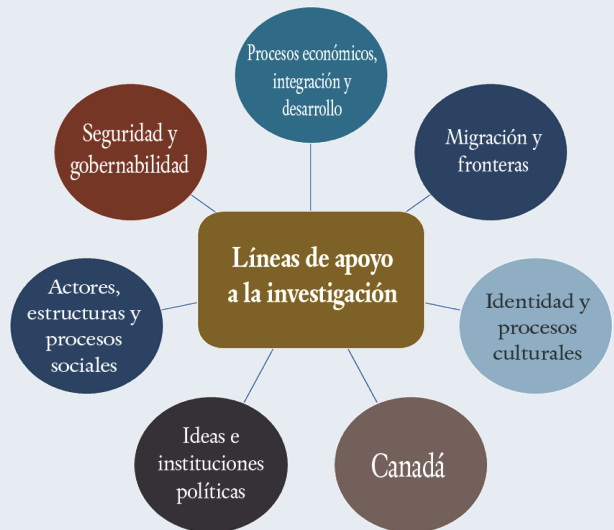 Procesos económicos,
integración y
desarrollo
Seguridad y
gobernabilidad
Migración y
fronteras
Líneas de apoyo
a la investigación
Actores,
estructuras y
procesos
sociales
Identidad y
procesos
culturales
Ideas e
instituciones
políticas
Canadá